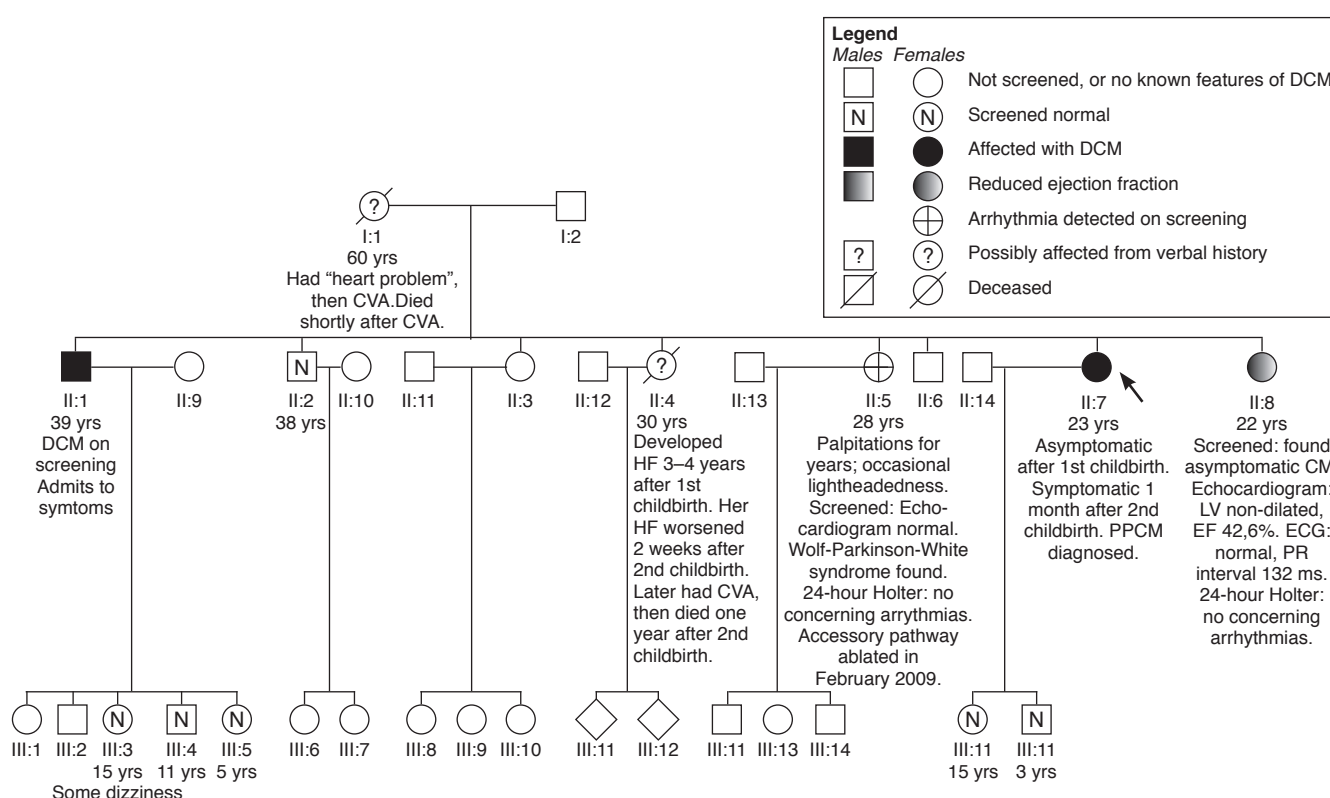 Legend
Males Females
Not screened, or no known features of DCM
N N Screened normal
Affected with DCM
Reduced ejection fraction
Arrhythmia detected on screening
? ? Possibly affected from verbal history
Deceased
?
I:1
60 yrs
Had “heart problem”,
then CVA.Died
shortly after CVA.
I:2
II:1
39 yrs
DCM on
screening
Admits to
symtoms
II:9
N
II:2
38 yrs
II:10
II:11
II:3
II:12
?
II:4
30 yrs
Developed
HF 3–4 years
after 1st
childbirth. Her
HF worsened
2 weeks after
2nd childbirth.
Later had CVA,
then died one
year after 2nd
childbirth.
II:13
II:5
28 yrs
Palpitations for
years; occasional
lightheadedness.
Screened: Echo-
cardiogram normal.
Wolf-Parkinson-White
syndrome found.
24-hour Holter: no
concerning arrythmias.
Accessory pathway
ablated in
February 2009.
II:6
II:14
II:7
23 yrs
Asymptomatic
after 1st childbirth.
Symptomatic 1
month after 2nd
childbirth. PPCM
diagnosed.
II:8
22 yrs
Screened: found
asymptomatic CM
Echocardiogram:
LV non-dilated,
EF 42,6%. ECG:
normal, PR
interval 132 ms.
24-hour Holter:
no concerning
arrhythmias.
N N N
III:1 III:2 III:3 III:4 III:5
15 yrs 11 yrs 5 yrs
Some dizziness
III:6 III:7
III:8 III:9 III:10
III:11 III:12
III:11 III:13 III:14
N N
III:11 III:11
15 yrs 3 yrs